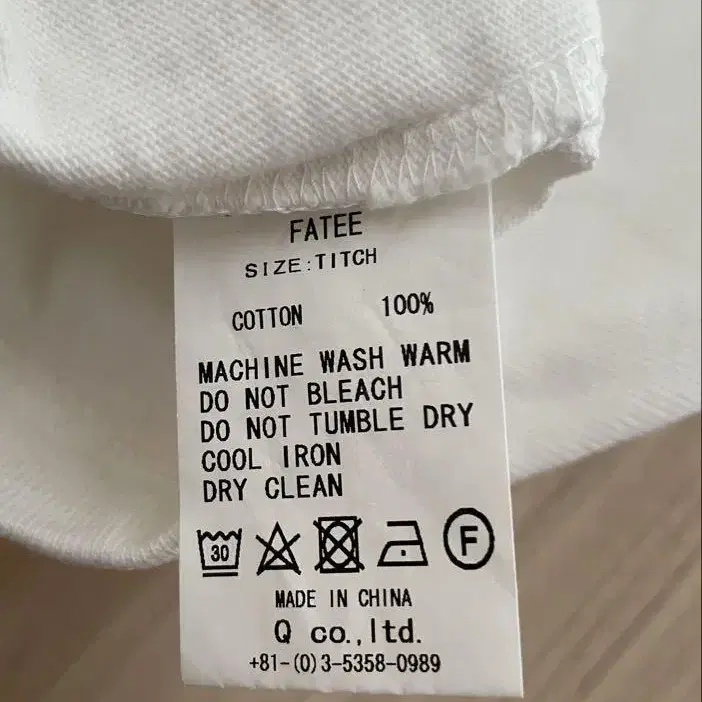 FATEE
SIZE:TITCH
COTTON 100%
MACHINE WASH WARM
DO NOT BLEACH
DO NOT TUMBLE DRY
COOL IRON
DRY CLEAN
30 F
MADE IN CHINA
Q co.,ltd.
+81-(0)3-5358-0989